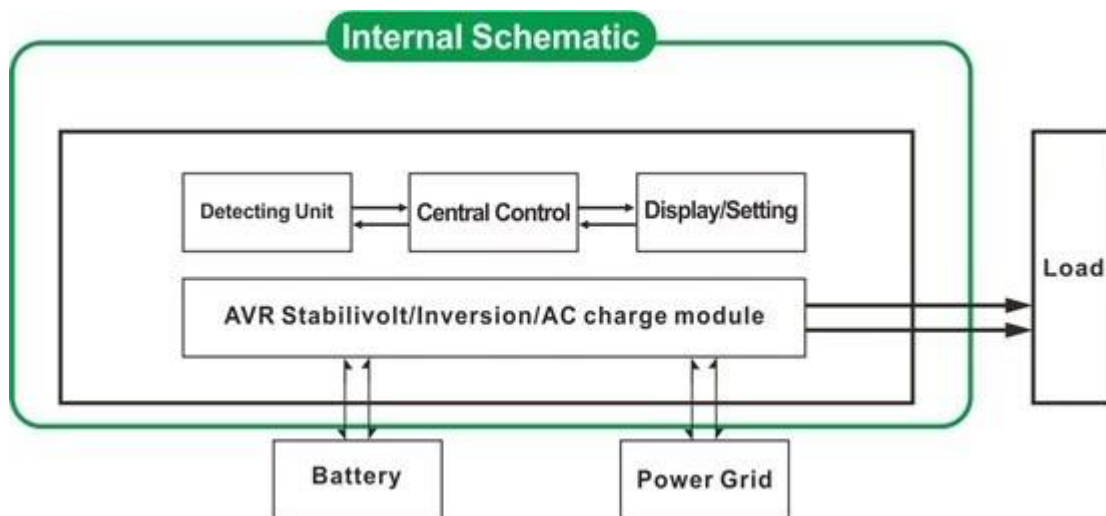 Internal Schematic
Detecting Unit
Central Control
Display/Setting
Load
AVR Stabilivolt/Inversion/AC charge module
Battery
Power Grid